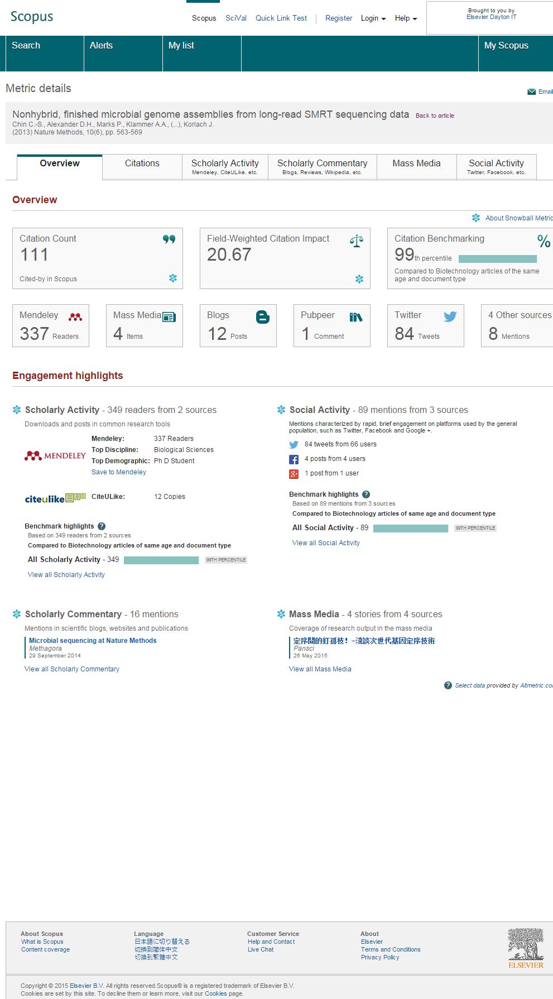 Scopus
Scopus SciVal Quick Link Test Register Login Help
Brought to you by
Elsevier Dayton IT
Search Alerts My list My Scopus
Metric details
Email
Nonhybrid, finished microbial genome assemblies from long-read SMRT sequencing data Back to article
Chin C.-S., Alexander D.H., Marks P., Klammer A.A., (...), Korlach J.
(2013) Nature Methods, 10(6), pp. 563-569
Overview Citations Scholarly Activity Scholarly Commentary Mass Media Social Activity
Mendeley, CiteULike, etc. Blogs, Reviews, Wikipedia, etc. Twitter, Facebook, etc.
Overview
About Snowball Metric
Citation Count
111
Cited-by in Scopus
Field-Weighted Citation Impact
20.67
Citation Benchmarking
%
99th percentile
Compared to Biotechnology articles of the same
age and document type
Mendeley
337 Readers
Mass Media
4 Items
Blogs
12 Posts
Pubpeer
1 Comment
Twitter
84 Tweets
4 Other sources
8 Mentions
Engagement highlights
Scholarly Activity - 349 readers from 2 sources
Downloads and posts in common research tools
MENDELEY
Mendeley: 337 Readers
Top Discipline: Biological Sciences
Top Demographic: Ph D Student
Save to Mendeley
citeulike
CiteULike: 12 Copies
Benchmark highlights ?
Based on 349 readers from 2 sources
Compared to Biotechnology articles of same age and document type
All Scholarly Activity - 349 99TH PERCENTILE
View all Scholarly Activity
Social Activity - 89 mentions from 3 sources
Mentions characterized by rapid, brief engagement on platforms used by the general
population, such as Twitter, Facebook and Google +.
84 tweets from 66 users
4 posts from 4 users
1 post from 1 user
Benchmark highlights ?
Based on 89 mentions from 3 sources
Compared to Biotechnology articles of same age and document type
All Social Activity - 89 99TH PERCENTILE
View all Social Activity
Scholarly Commentary - 16 mentions
Mentions in scientific blogs, websites and publications
Microbial sequencing at Nature Methods
Methagora
29 September 2014
View all Scholarly Commentary
Mass Media - 4 stories from 4 sources
Coverage of research output in the mass media
定序間的釘孤枝！-淺談次世代基因定序技術
Pansci
26 May 2015
View all Mass Media
? Select data provided by Altmetric.co
About Scopus
What is Scopus
Content coverage
Language
日本語に切り替える
切换到简体中文
切換到繁體中文
Customer Service
Help and Contact
Live Chat
About
Elsevier
Terms and Conditions
Privacy Policy
ELSEVIER
Copyright © 2015 Elsevier B.V. All rights reserved.Scopus® is a registered trademark of Elsevier B.V.
Cookies are set by this site. To decline them or learn more, visit our Cookies page.